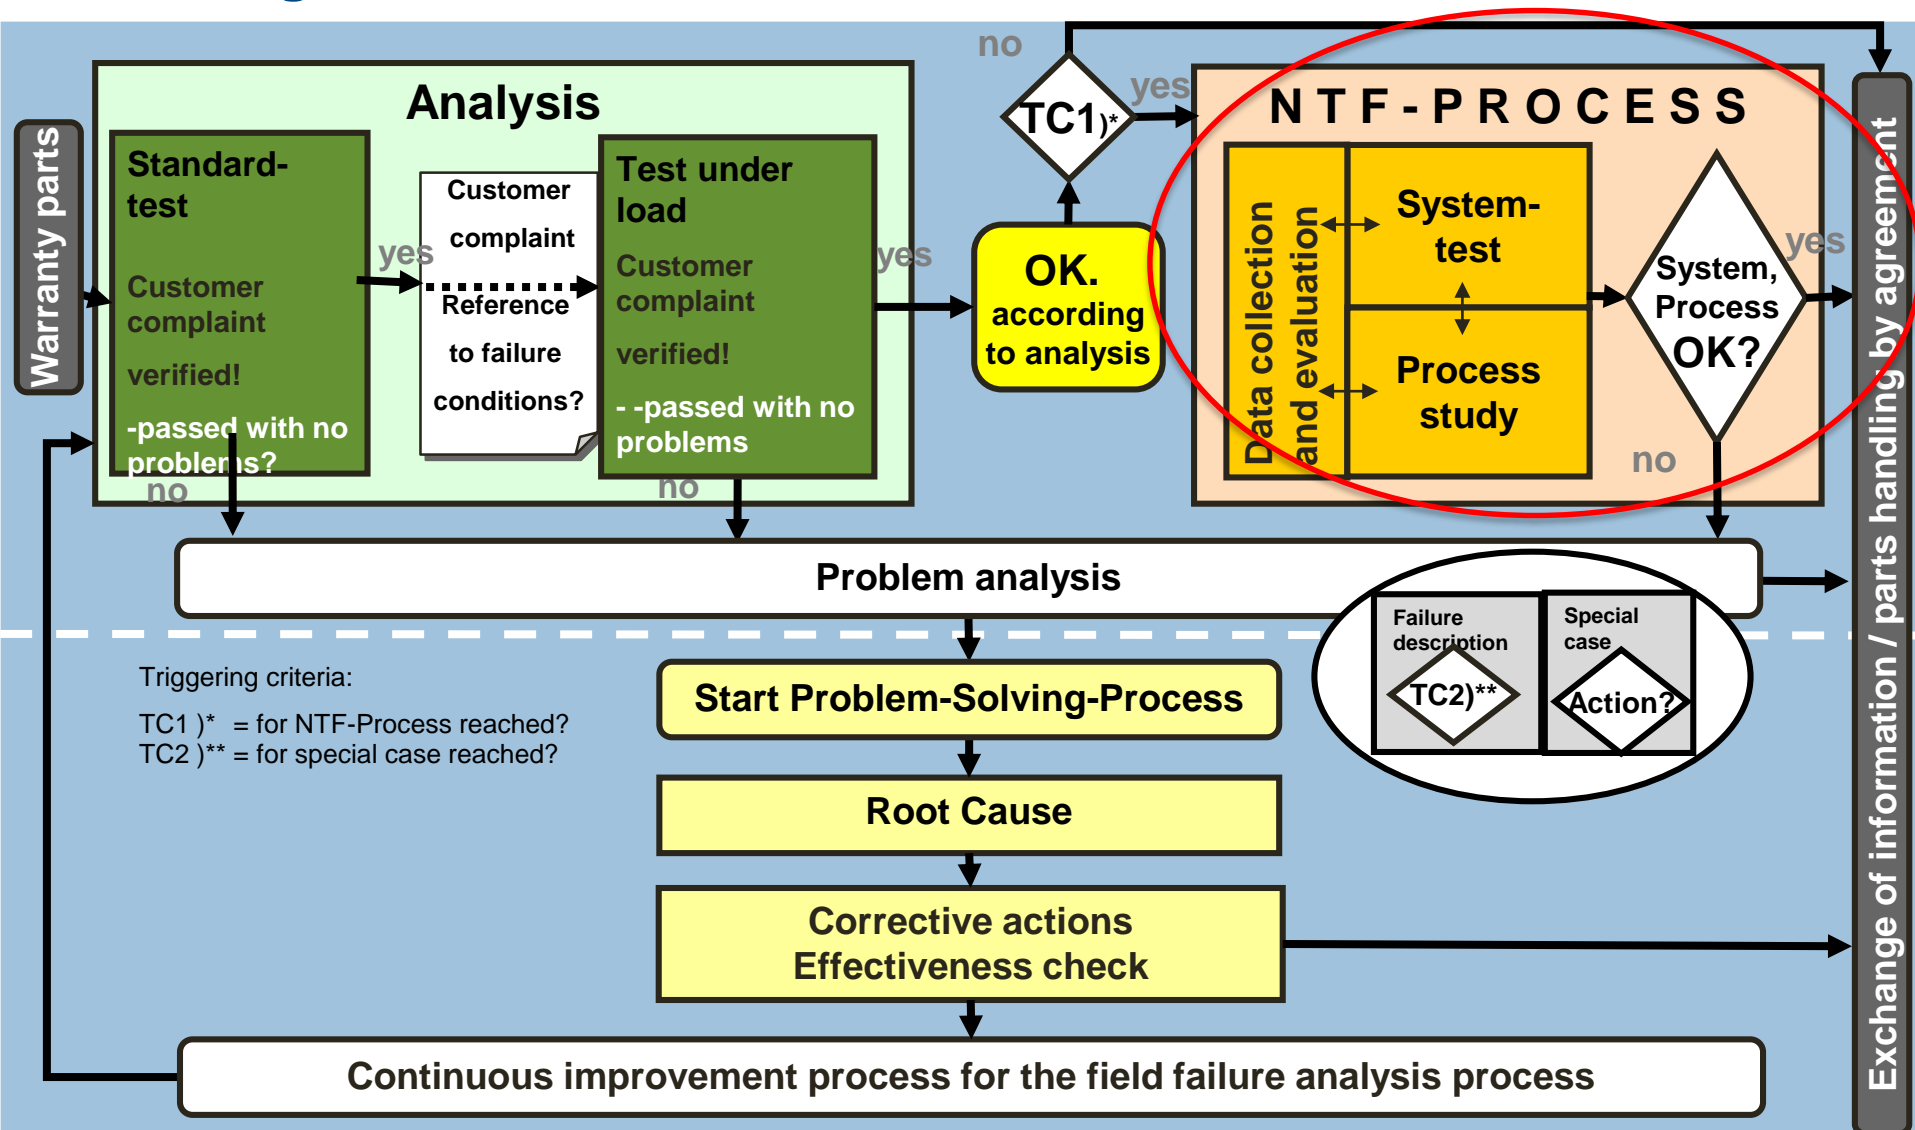 Warranty parts
Analysis
Standard-
test
Customer
complaint
verified!
-passed with no
problems?
no
yes
Customer
complaint
Reference
to failure
conditions?
Test under
load
Customer
complaint
verified!
- -passed with no
problems
no
yes
OK.
according
to analysis
no
TC1)*
yes
NTF-PROCESS
Data collection
and evaluation
System-
test
Process
study
System,
Process
OK?
yes
no
Exchange of information / parts handling by agreement
Problem analysis
Failure
description
TC2)**
Special
case
Action?
Triggering criteria:
TC1 )* = for NTF-Process reached?
TC2 )** = for special case reached?
Start Problem-Solving-Process
Root Cause
Corrective actions
Effectiveness check
Continuous improvement process for the field failure analysis process